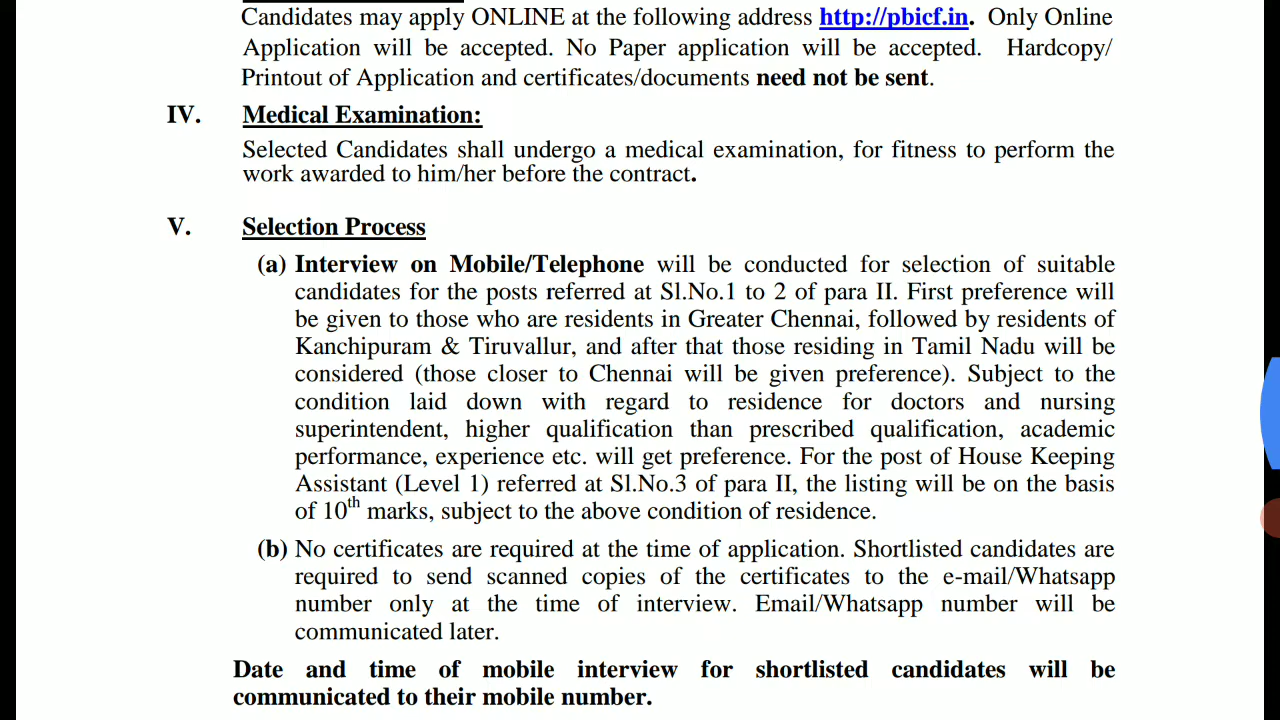 Candidates may apply ONLINE at the following address http://pbicf.in. Only Online
Application will be accepted. No Paper application will be accepted. Hardcopy/
Printout of Application and certificates/documents need not be sent.
IV. Medical Examination:
Selected Candidates shall undergo a medical examination, for fitness to perform the
work awarded to him/her before the contract.
V. Selection Process
(a) Interview on Mobile/Telephone will be conducted for selection of suitable
candidates for the posts referred at Sl.No.1 to 2 of para II. First preference will
be given to those who are residents in Greater Chennai, followed by residents of
Kanchipuram & Tiruvallur, and after that those residing in Tamil Nadu will be
considered (those closer to Chennai will be given preference). Subject to the
condition laid down with regard to residence for doctors and nursing
superintendent, higher qualification than prescribed qualification, academic
performance, experience etc. will get preference. For the post of House Keeping
Assistant (Level 1) referred at Sl.No.3 of para II, the listing will be on the basis
of 10th marks, subject to the above condition of residence.
(b) No certificates are required at the time of application. Shortlisted candidates are
required to send scanned copies of the certificates to the e-mail/Whatsapp
number only at the time of interview. Email/Whatsapp number will be
communicated later.
Date and time of mobile interview for shortlisted candidates will be
communicated to their mobile number.